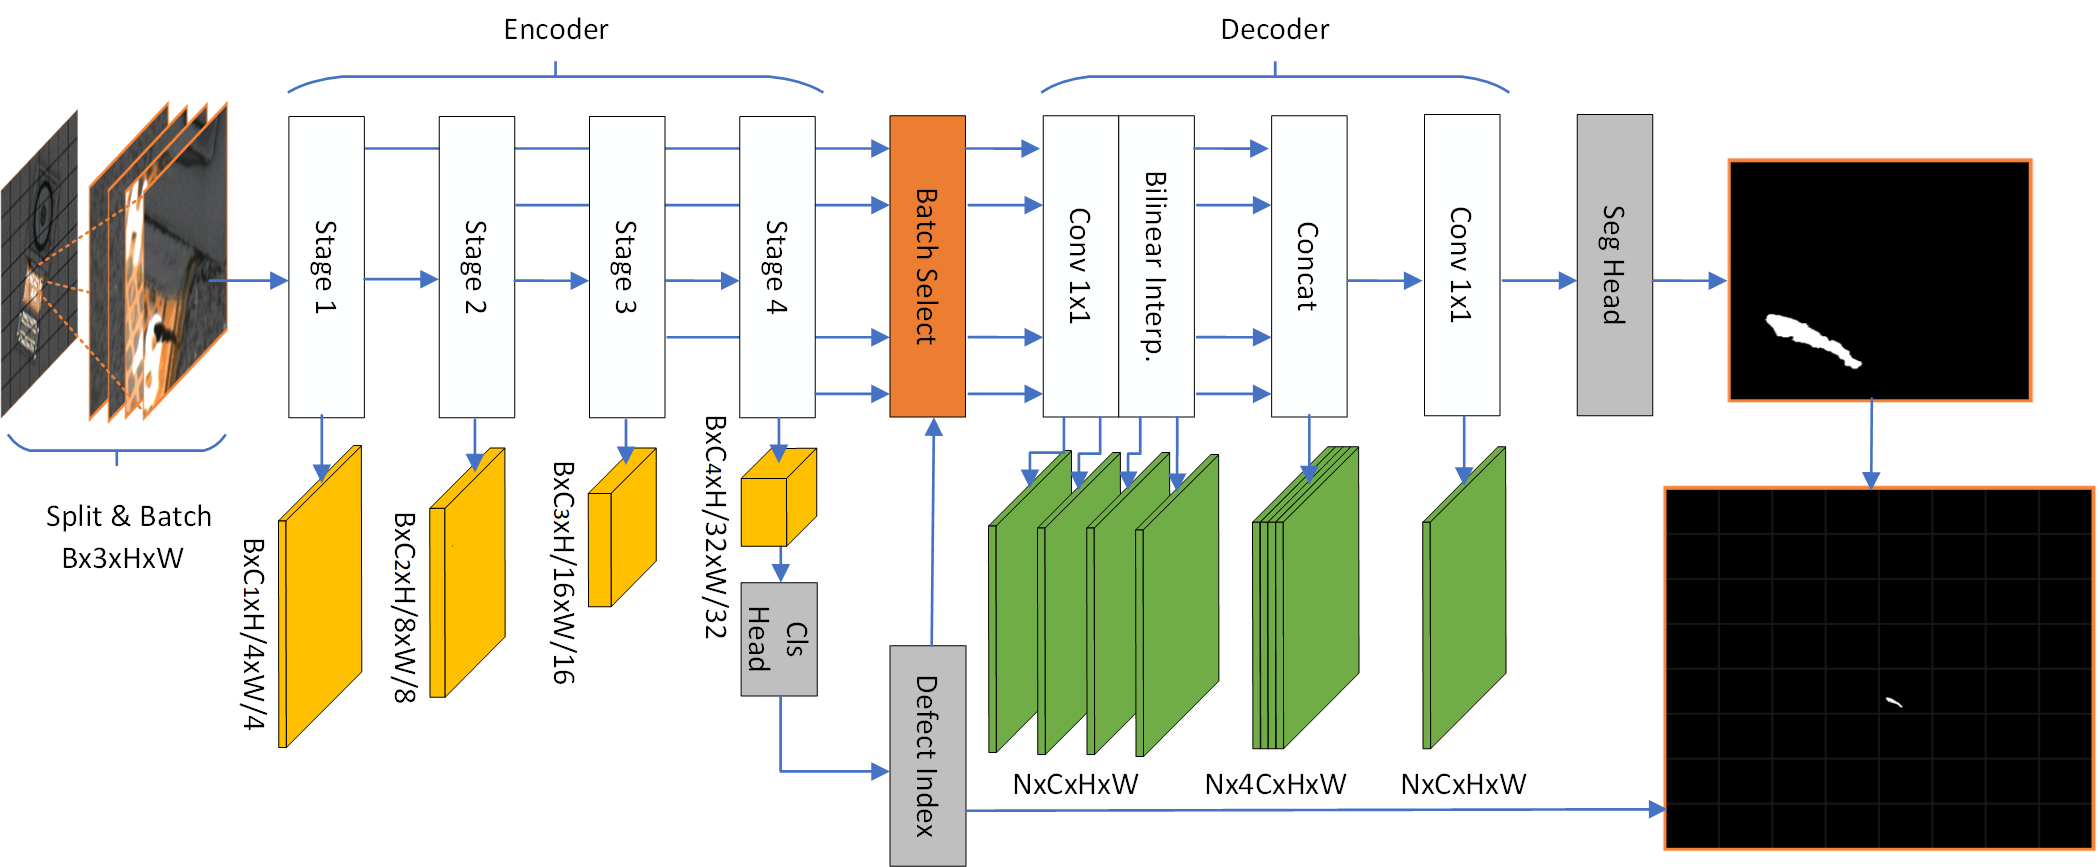 Encoder
Decoder
Stage 1
Stage 2
Stage 3
Stage 4
Batch Select
Conv 1x1
Bilinear Interp.
Concat
Conv 1x1
Seg Head
Split & Batch
Bx3xHxW
BxC1xH/4xW/4
BxC2xH/8xW/8
BxC3xH/16xW/16
BxC4xH/32xW/32
Cls
Head
Defect Index
NxCxHxW
Nx4CxHxW
NxCxHxW